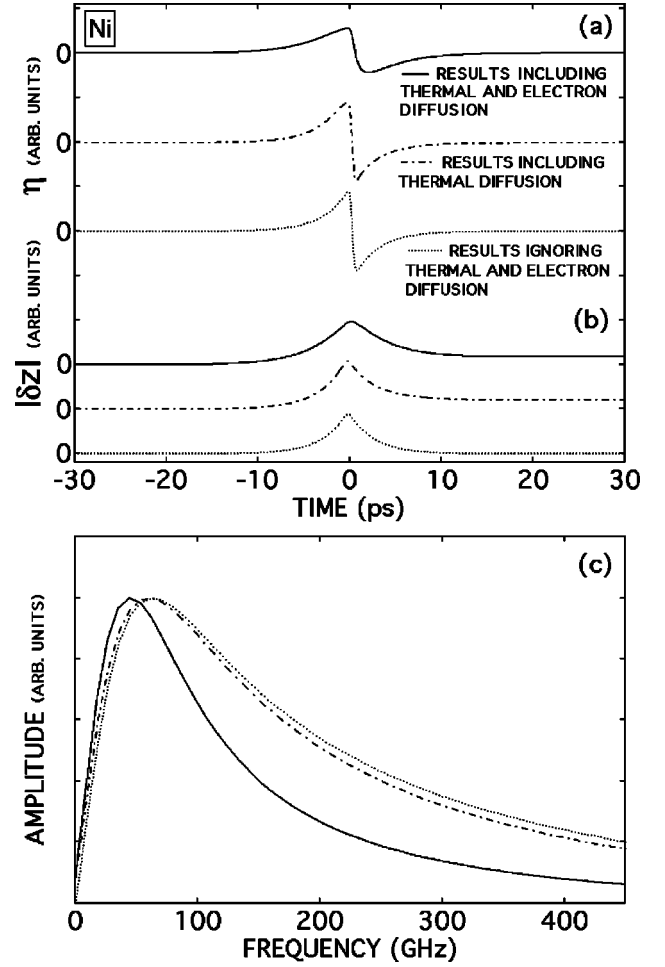 Ni
(a)
0
RESULTS INCLUDING
THERMAL AND ELECTRON
DIFFUSION
η (ARB. UNITS)
0
RESULTS INCLUDING
THERMAL DIFFUSION
0
RESULTS IGNORING
THERMAL AND ELECTRON
DIFFUSION
(b)
|δz| (ARB. UNITS)
0
0
0
-30 -20 -10 0 10 20 30
TIME (ps)
(c)
AMPLITUDE (ARB. UNITS)
0 100 200 300 400
FREQUENCY (GHz)